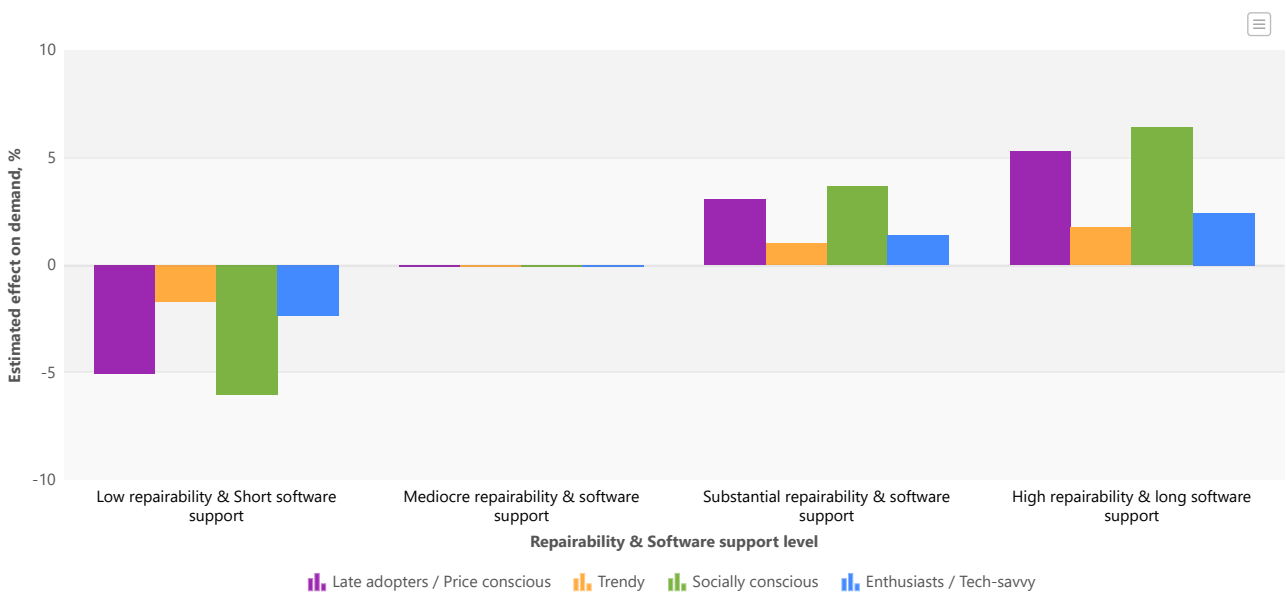 Estimated effect on demand, %
10
5
0
-5
-10
Low repairability & Short software
support
Mediocre repairability & software
support
Substantial repairability & software
support
High repairability & long software
support
Repairability & Software support level
Late adopters / Price conscious
Trendy
Socially conscious
Enthusiasts / Tech-savvy